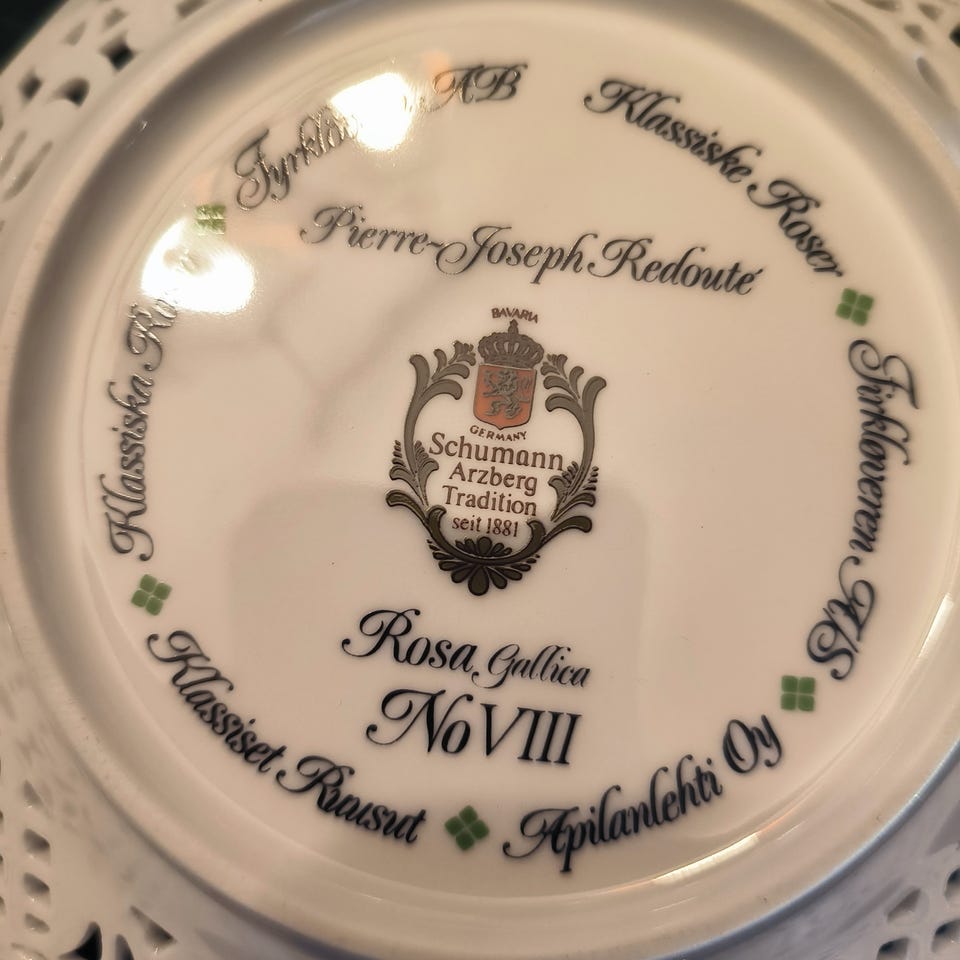 AB
Klassiske Roser
Firkløveren A/S
Apilanlehti Oy
Klassiset Ruusut
Klassiska
Pierre-Joseph Redouté
BAVARIA
GERMANY
Schumann
Arzberg
Tradition
seit 1881
Rosa Gallica
No VIII